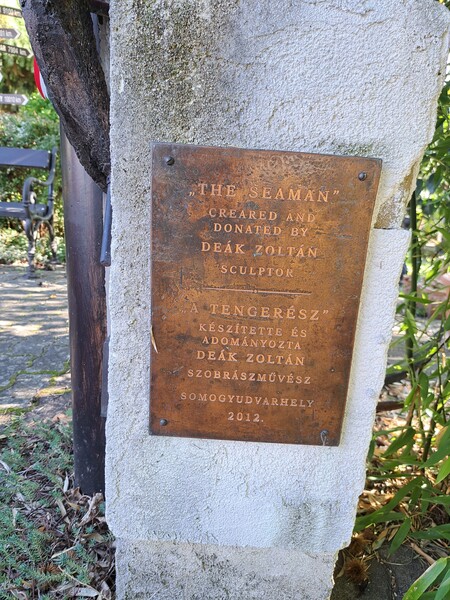 „THE SEAMAN”
CREARED AND
DONATED BY
DEÁK ZOLTÁN
SCULPTOR
„A TENGERÉSZ”
KÉSZÍTETTE ÉS
ADOMÁNYOZTA
DEÁK ZOLTÁN
SZOBRÁSZMŰVÉSZ
SOMOGYUDVARHELY
2012.